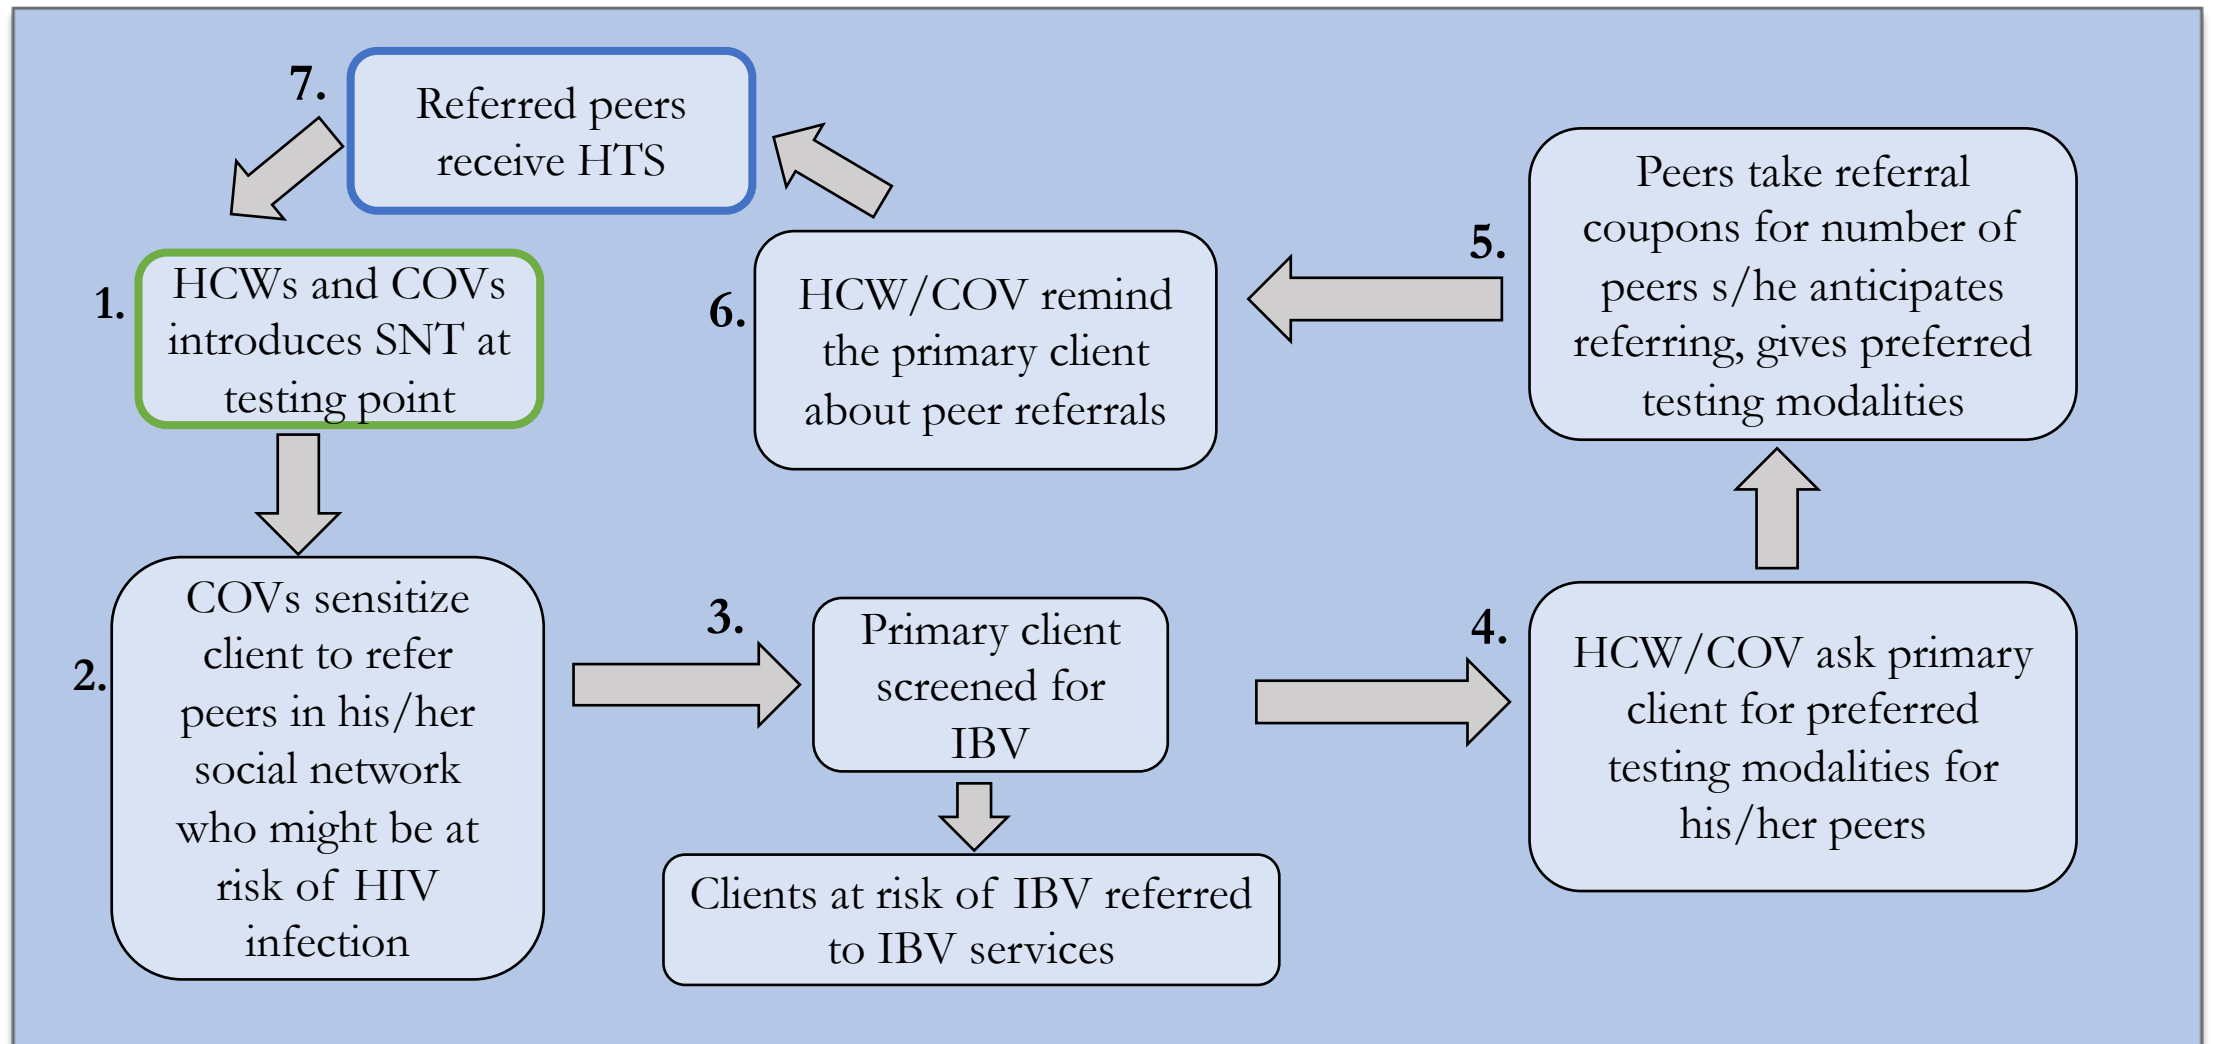 1.
HCWs and COVs
introduces SNT at
testing point
2.
COVs sensitize
client to refer
peers in his/her
social network
who might be at
risk of HIV
infection
3.
Primary client
screened for
IBV
Clients at risk of IBV referred
to IBV services
4.
HCW/COV ask primary
client for preferred
testing modalities for
his/her peers
5.
Peers take referral
coupons for number of
peers s/he anticipates
referring, gives preferred
testing modalities
6.
HCW/COV remind
the primary client
about peer referrals
7.
Referred peers
receive HTS